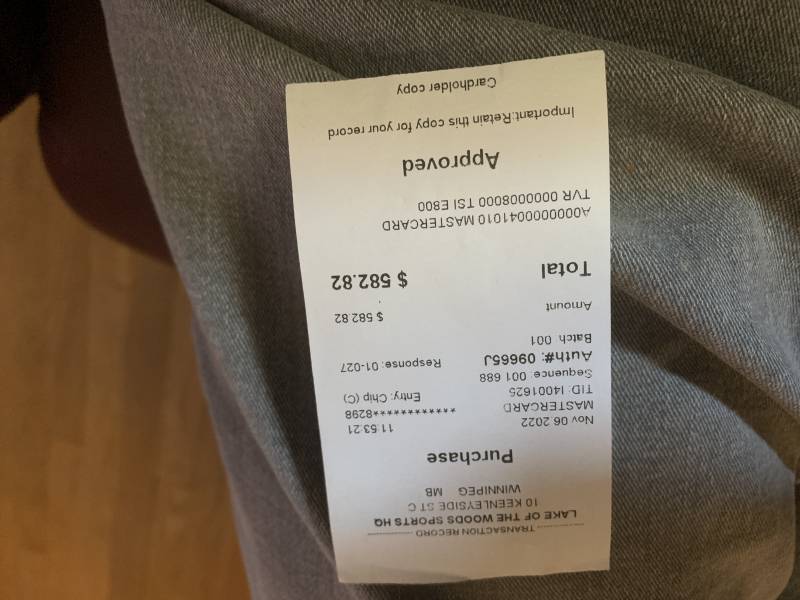 ---------- TRANSACTION RECORD ----------
LAKE OF THE WOODS SPORTS HQ
10 KEENLEYSIDE ST C
WINNIPEG MB
Purchase
Nov 06 2022 11:53:21
MASTERCARD ************8298
TID: I4001625 Entry: Chip (C)
Sequence: 001 688
Auth#: 09665J Response: 01-027
Batch 001
Amount $ 582.82
Total $ 582.82
A0000000041010 MASTERCARD
TVR 0000008000 TSI E800
Approved
Important:Retain this copy for your record
Cardholder copy